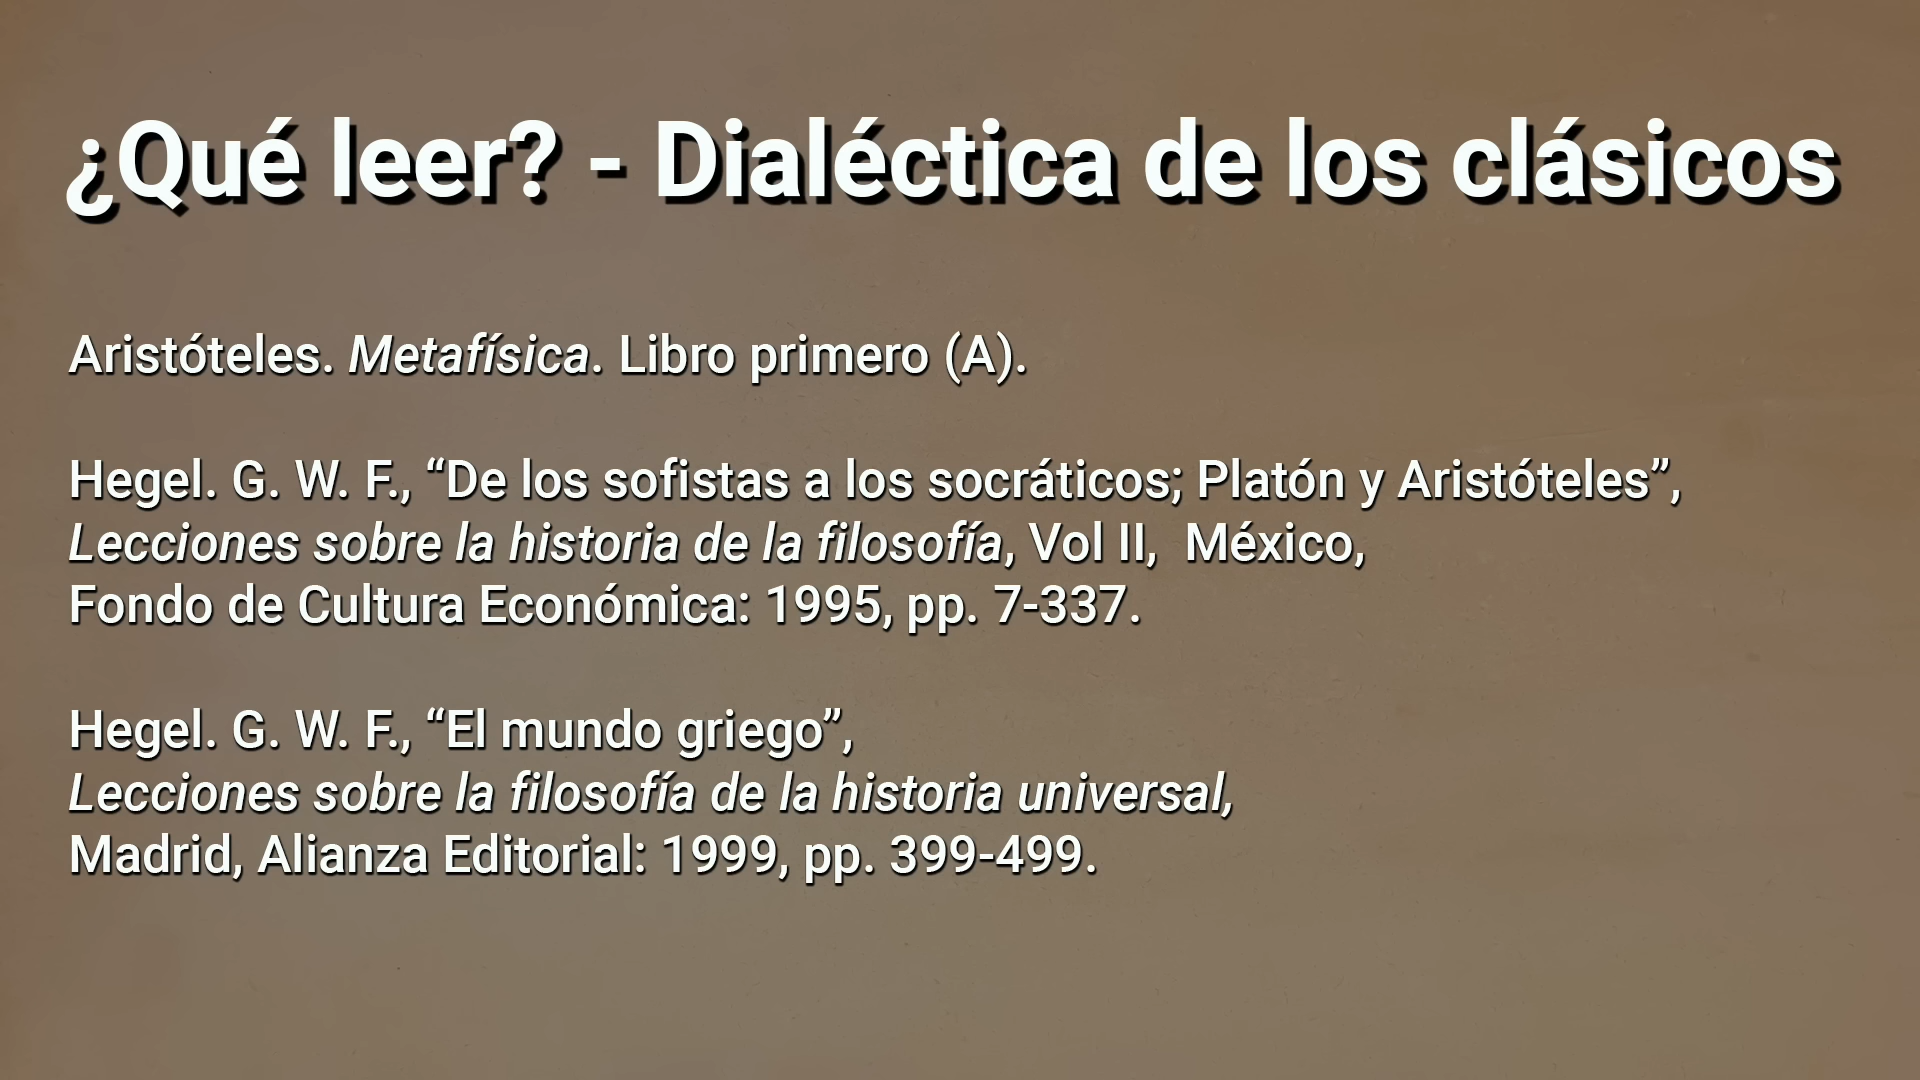 ¿Qué leer? - Dialéctica de los clásicos
Aristóteles. Metafísica. Libro primero (A).
Hegel. G. W. F., “De los sofistas a los socráticos; Platón y Aristóteles”,
Lecciones sobre la historia de la filosofía, Vol II,  México,
Fondo de Cultura Económica: 1995, pp. 7-337.
Hegel. G. W. F., “El mundo griego”,
Lecciones sobre la filosofía de la historia universal,
Madrid, Alianza Editorial: 1999, pp. 399-499.